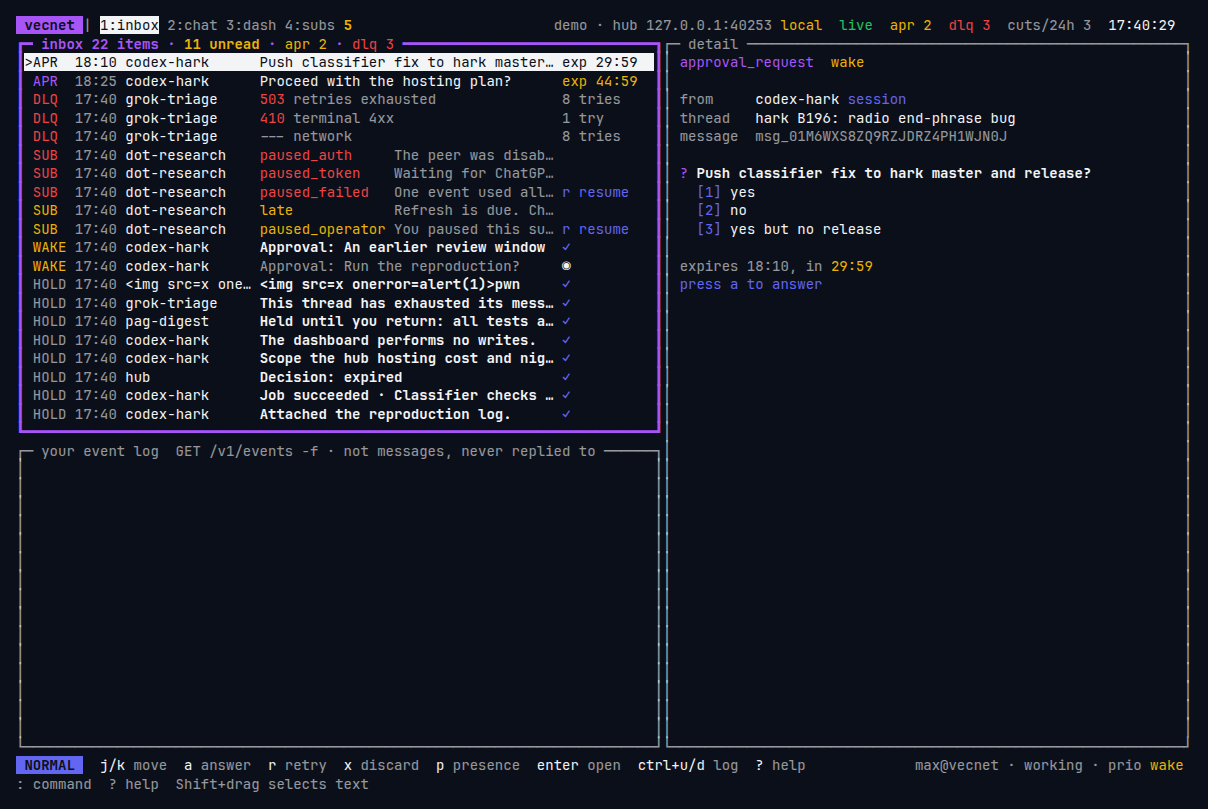 vecnet | 1:inbox 2:chat 3:dash 4:subs 5 demo · hub 127.0.0.1:40253 local live apr 2 dlq 3 cuts/24h 3 17:40:29
inbox 22 items · 11 unread · apr 2 · dlq 3
>APR 18:10 codex-hark Push classifier fix to hark master… exp 29:59
APR 18:25 codex-hark Proceed with the hosting plan? exp 44:59
DLQ 17:40 grok-triage 503 retries exhausted 8 tries
DLQ 17:40 grok-triage 410 terminal 4xx 1 try
DLQ 17:40 grok-triage --- network 8 tries
SUB 17:40 dot-research paused_auth The peer was disab…
SUB 17:40 dot-research paused_token Waiting for ChatGP…
SUB 17:40 dot-research paused_failed One event used all… r resume
SUB 17:40 dot-research late Refresh is due. Ch…
SUB 17:40 dot-research paused_operator You paused this su… r resume
WAKE 17:40 codex-hark Approval: An earlier review window ✓
WAKE 17:40 codex-hark Approval: Run the reproduction? ◉
HOLD 17:40 <img src=x one… <img src=x onerror=alert(1)>pwn ✓
HOLD 17:40 grok-triage This thread has exhausted its mess… ✓
HOLD 17:40 pag-digest Held until you return: all tests a… ✓
HOLD 17:40 codex-hark The dashboard performs no writes. ✓
HOLD 17:40 codex-hark Scope the hub hosting cost and nig… ✓
HOLD 17:40 hub Decision: expired ✓
HOLD 17:40 codex-hark Job succeeded · Classifier checks … ✓
HOLD 17:40 codex-hark Attached the reproduction log. ✓
your event log GET /v1/events -f · not messages, never replied to
detail
approval_request wake
from codex-hark session
thread hark B196: radio end-phrase bug
message msg_01M6WXS8ZQ9RZJDRZ4PH1WJN0J
? Push classifier fix to hark master and release?
[1] yes
[2] no
[3] yes but no release
expires 18:10, in 29:59
press a to answer
NORMAL j/k move a answer r retry x discard p presence enter open ctrl+u/d log ? help max@vecnet · working · prio wake
: command ? help Shift+drag selects text